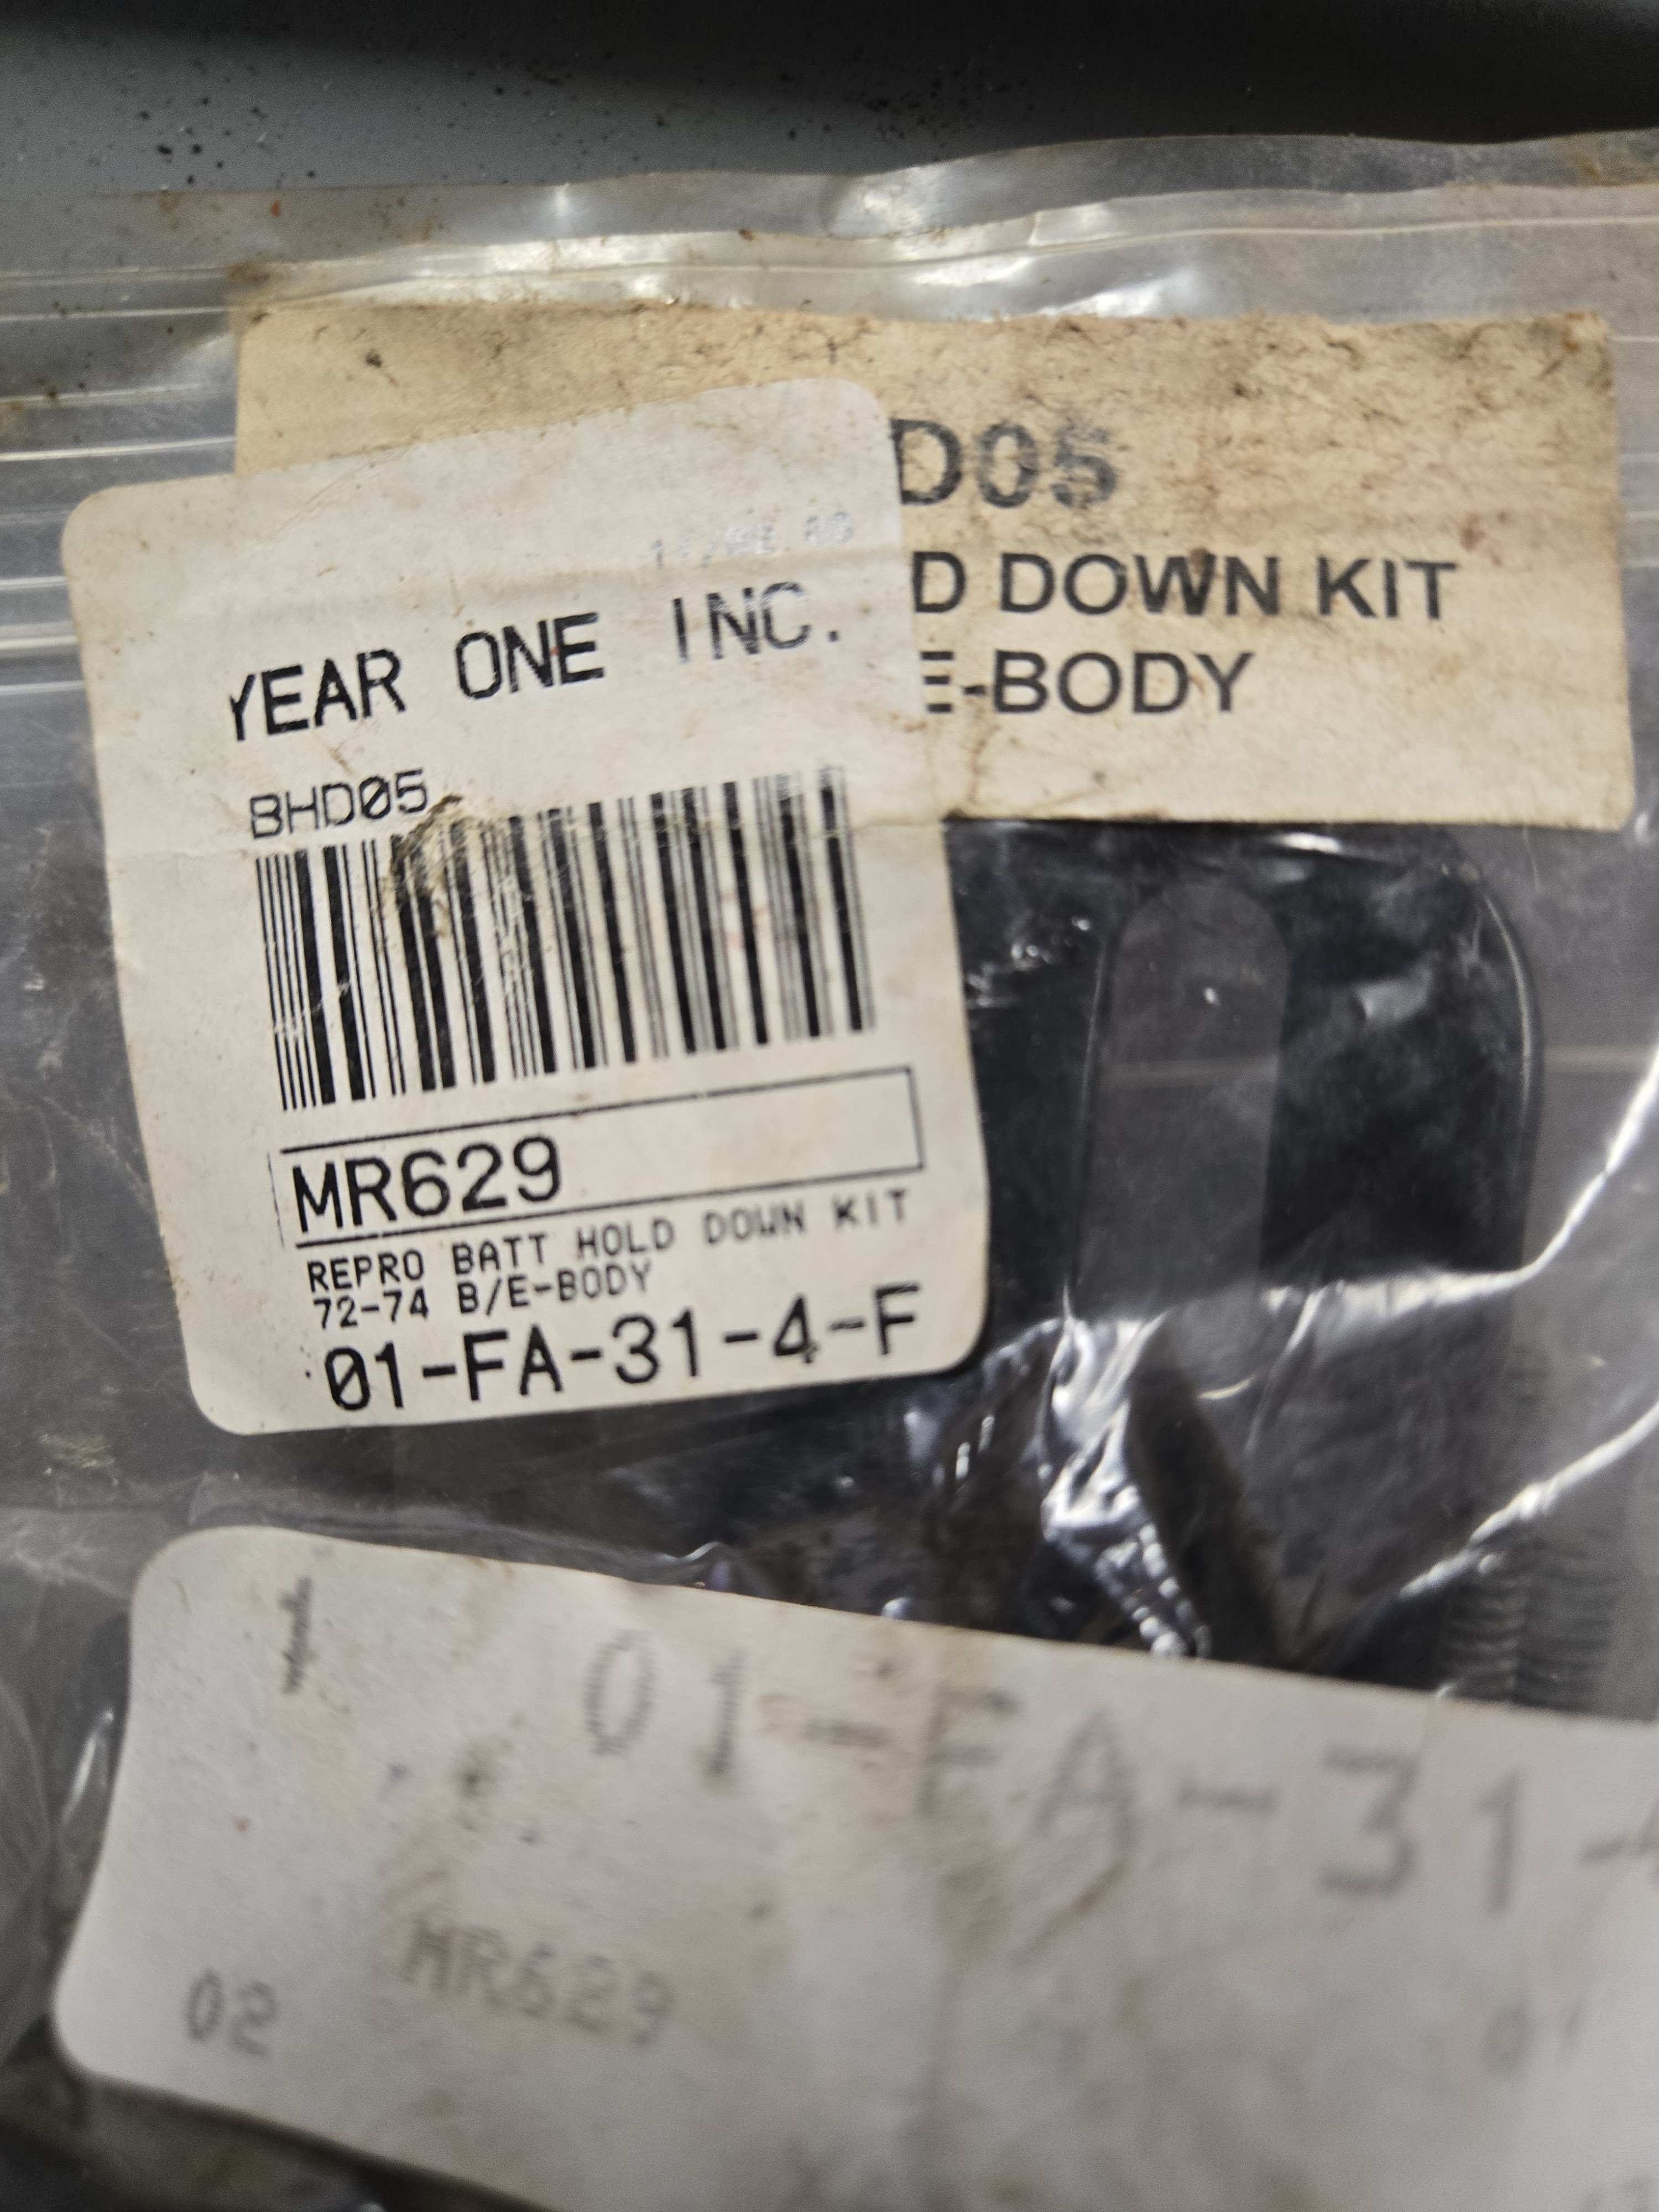 D05
D DOWN KIT
E-BODY
YEAR ONE INC.
BHD05
MR629
REPRO BATT HOLD DOWN KIT
72-74 B/E-BODY
01-FA-31-4-F
1
01-FA-31-
MR629
02